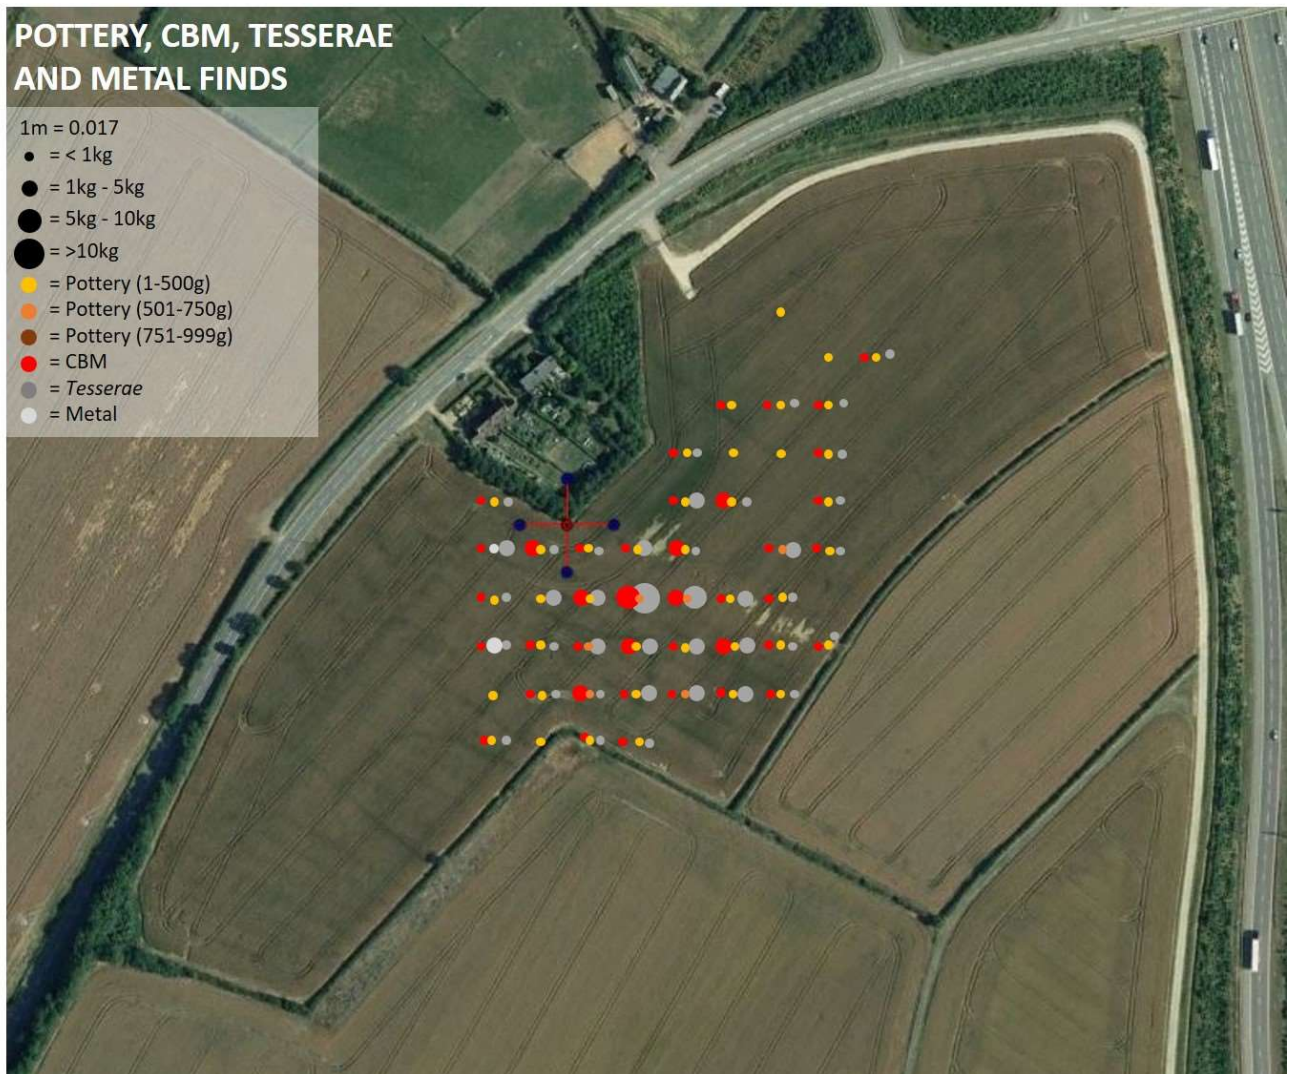 POTTERY, CBM, TESSERAE
AND METAL FINDS
1m = 0.017
= < 1kg
= 1kg - 5kg
= 5kg - 10kg
= >10kg
= Pottery (1-500g)
= Pottery (501-750g)
= Pottery (751-999g)
= CBM
= Tesserae
= Metal